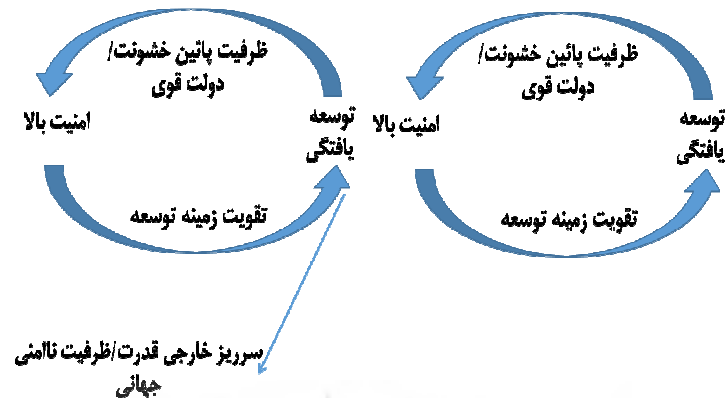 ظرفیت پائین خشونت/
دولت قوی
توسعه
یافتگی
امنیت بالا
تقویت زمینه توسعه
ظرفیت پائین خشونت/
دولت قوی
توسعه
یافتگی
امنیت بالا
تقویت زمینه توسعه
سرریز خارجی قدرت/ظرفیت ناامنی
جهانی